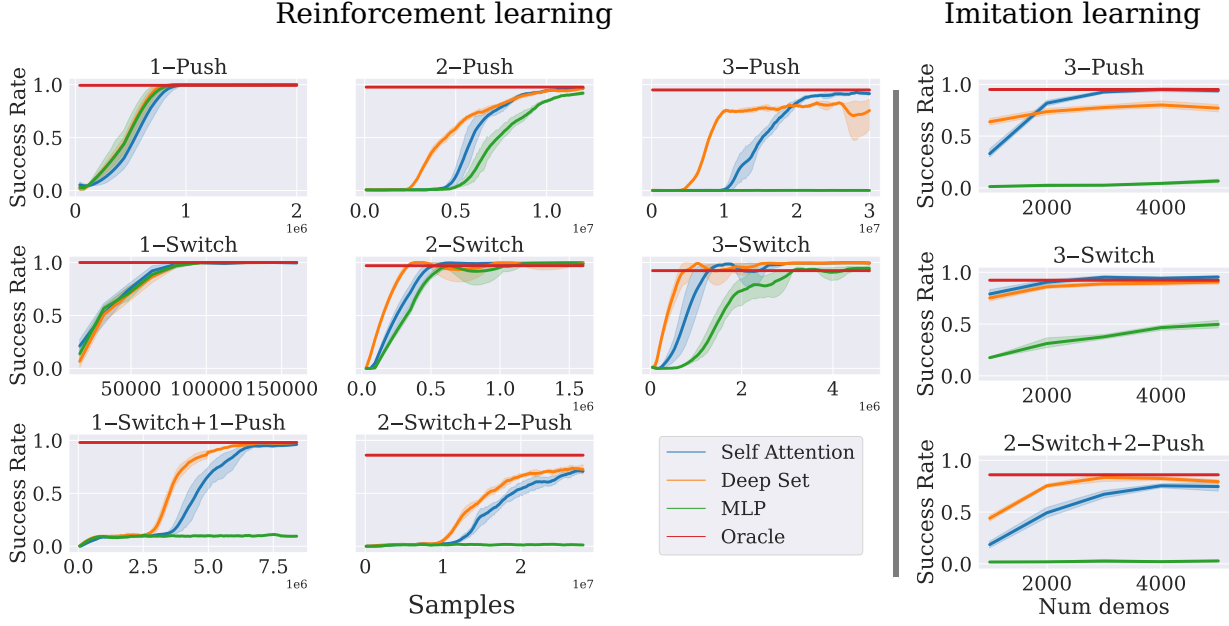 Reinforcement learning
Imitation learning
1−Push
2−Push
3−Push
3−Push
Success Rate
1.0
0.5
0.0
0
1
2
1e6
0.0
0.5
1.0
1e7
0
1
2
3
1e7
Success Rate
1.0
0.5
0.0
2000
4000
1−Switch
2−Switch
3−Switch
3−Switch
Success Rate
1.0
0.5
0.0
50000
100000
150000
0.0
0.5
1.0
1.5
1e6
0
2
4
1e6
Success Rate
1.0
0.5
0.0
1−Switch+1−Push
2−Switch+2−Push
2−Switch+2−Push
Success Rate
1.0
0.5
0.0
0.0
2.5
5.0
7.5
1e6
0
1
2
1e7
Self Attention
Deep Set
MLP
Oracle
Success Rate
1.0
0.5
0.0
2000
4000
Samples
Num demos